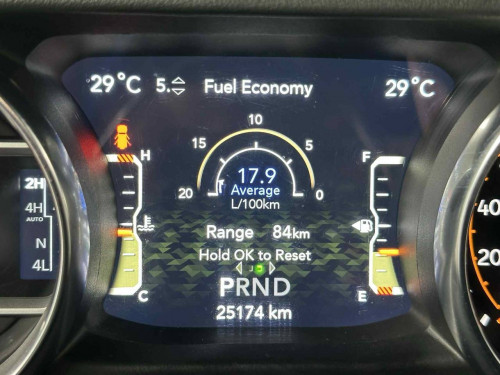 29°C 5. Fuel Economy 29°C
10
15 5
20 0
17.9
Average
L/100km
H
C
F
E
Range 84km
Hold OK to Reset
PRND
25174 km
2H
4H
AUTO
N
4L
40
20